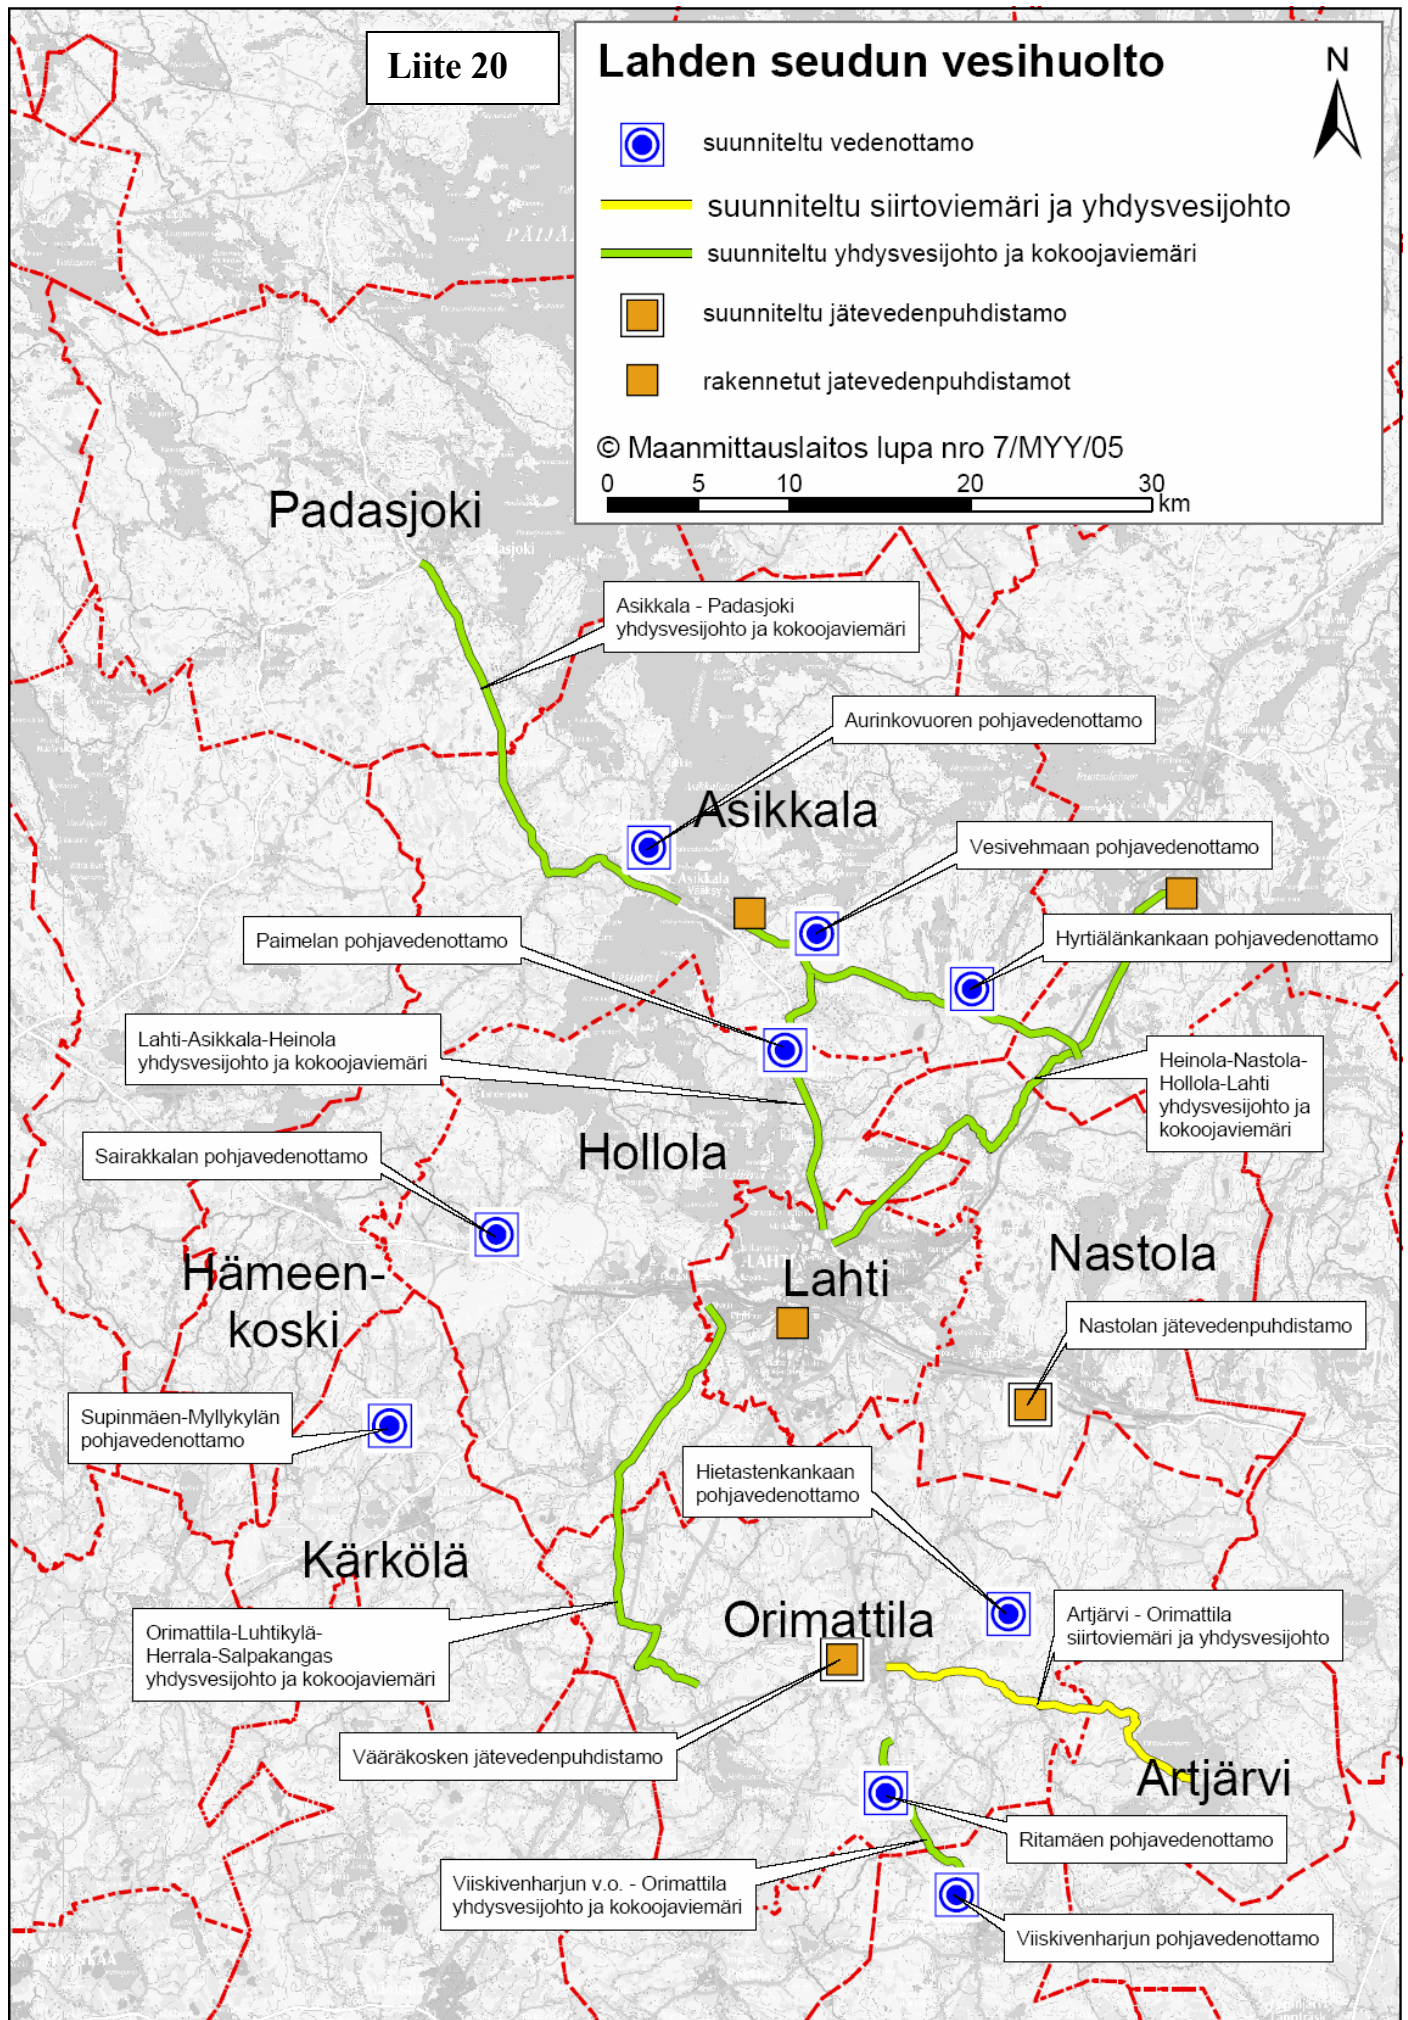 Liite 20
Lahden seudun vesihuolto
N
suunniteltu vedenottamo
suunniteltu siirtoviemäri ja yhdysvesijohto
suunniteltu yhdysvesijohto ja kokoojaviemäri
suunniteltu jätevedenpuhdistamo
rakennetut jatevedenpuhdistamot
© Maanmittauslaitos lupa nro 7/MYY/05
0 5 10 20 30
km
Padasjoki
Padasjoki
Asikkala - Padasjoki
yhdysvesijohto ja kokoojaviemäri
Aurinkovuoren pohjavedenottamo
Asikkala
Vesivehmaan pohjavedenottamo
Asikkala
Vääksy
Paimelan pohjavedenottamo
Hyrtiälänkankaan pohjavedenottamo
Vesijärvi
Lahti-Asikkala-Heinola
yhdysvesijohto ja kokoojaviemäri
Heinola-Nastola-
Hollola-Lahti
yhdysvesijohto ja
kokoojaviemäri
Hollola
Sairakkalan pohjavedenottamo
Hämeen-
koski
Nastola
LAHTI
Lahti
Nastolan jätevedenpuhdistamo
Supinmäen-Myllykylän
pohjavedenottamo
Hietastenkankaan
pohjavedenottamo
Kärkölä
Orimattila
Artjärvi - Orimattila
siirtoviemäri ja yhdysvesijohto
Orimattila-Luhtikylä-
Herrala-Salpakangas
yhdysvesijohto ja kokoojaviemäri
Vääräkosken jätevedenpuhdistamo
Artjärvi
Ritamäen pohjavedenottamo
Viiskivenharjun v.o. - Orimattila
yhdysvesijohto ja kokoojaviemäri
Viiskivenharjun pohjavedenottamo